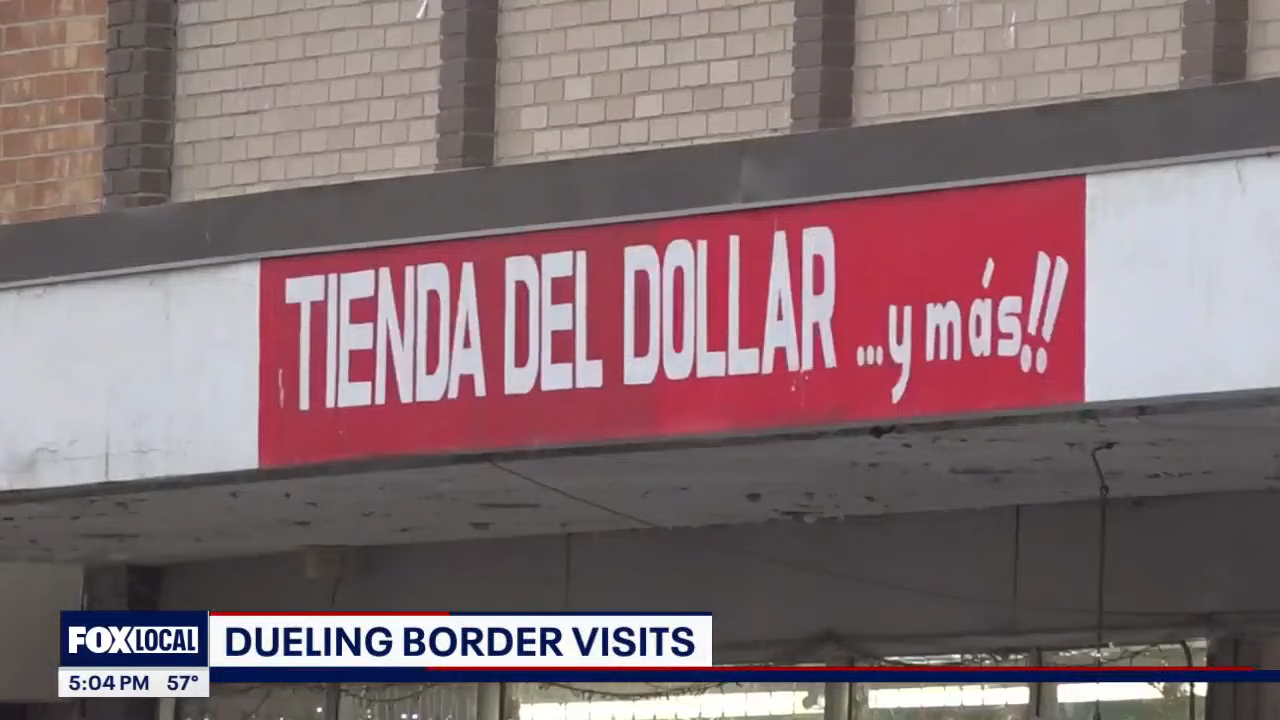 TIENDA DEL DOLLAR ...y más!!
FOX LOCAL
DUELING BORDER VISITS
5:04 PM 57°